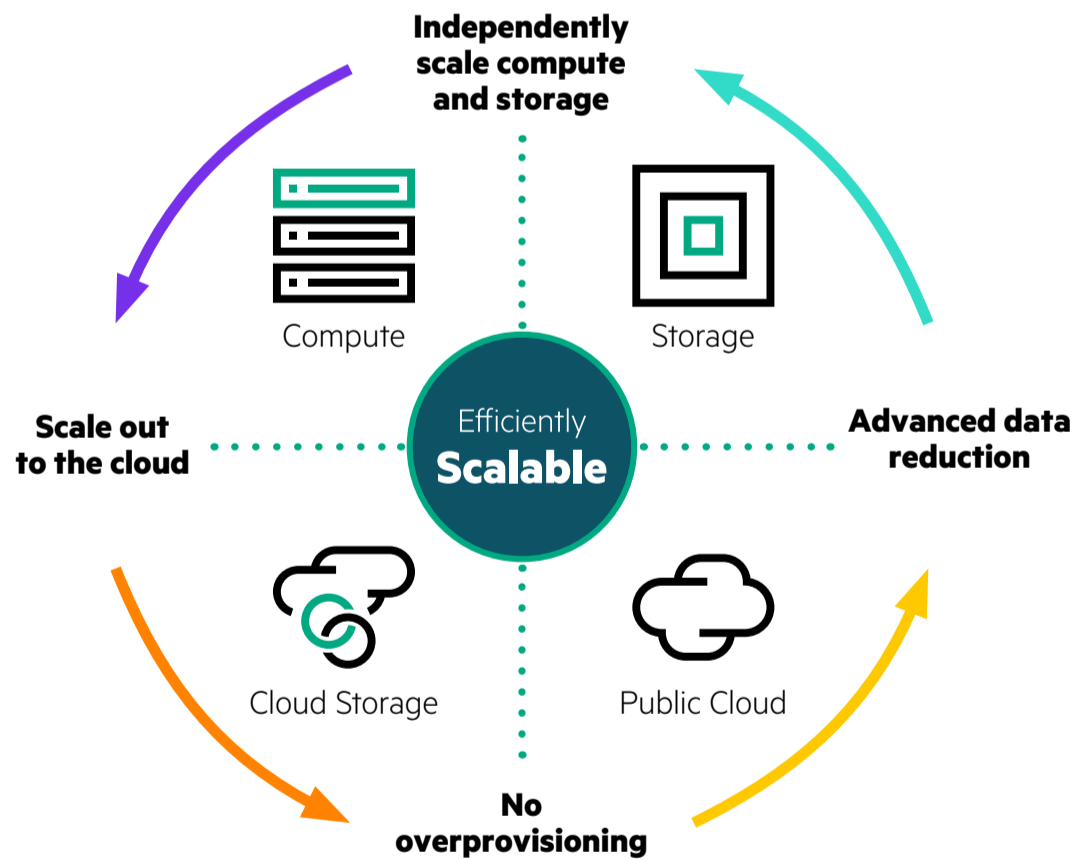 Independently
scale compute
and storage
Compute
Storage
Scale out
to the cloud
Efficiently
Scalable
Advanced data
reduction
Cloud Storage
Public Cloud
No
overprovisioning